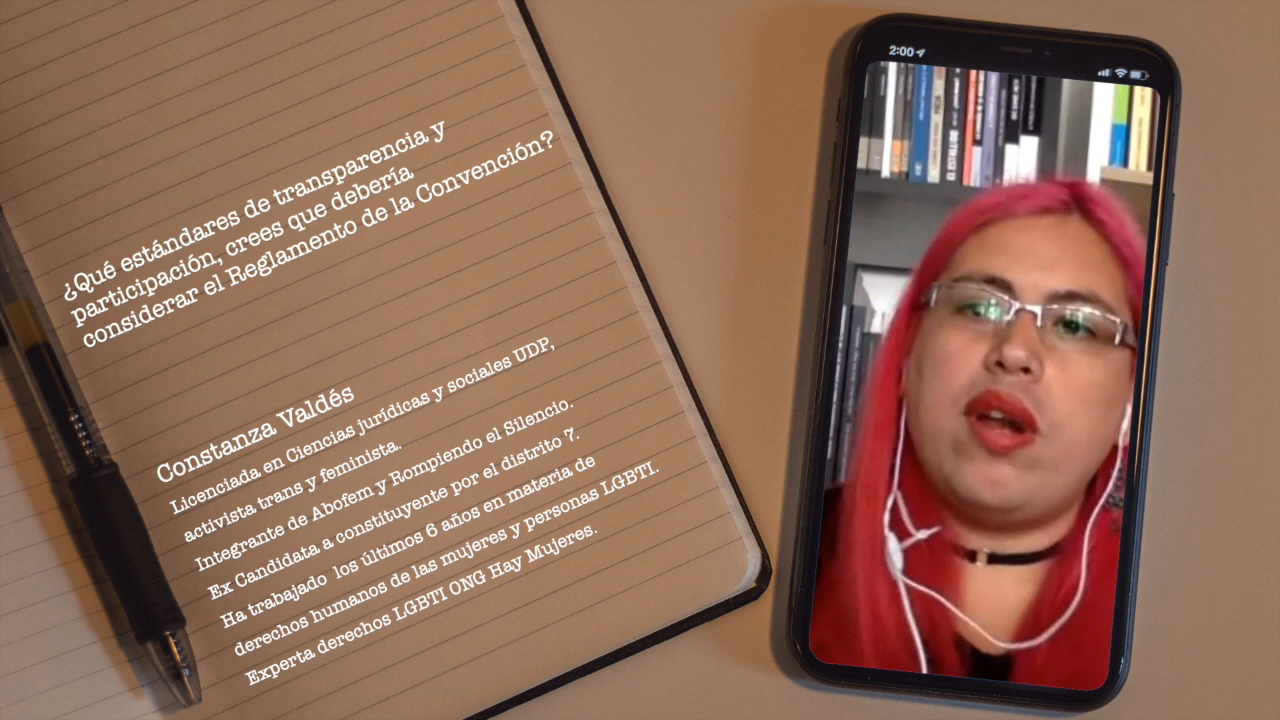 ¿Qué estándares de transparencia y
participación, crees que debería
considerar el Reglamento de la Convención?
Constanza Valdés
Licenciada en Ciencias jurídicas y sociales UDP,
activista trans y feminista.
Integrante de Abofem y Rompiendo el Silencio.
Ex Candidata a constituyente por el distrito 7.
Ha trabajado los últimos 6 años en materia de
derechos humanos de las mujeres y personas LGBTI.
Experta derechos LGBTI ONG Hay Mujeres.
2:00
EL ESTALLIDO